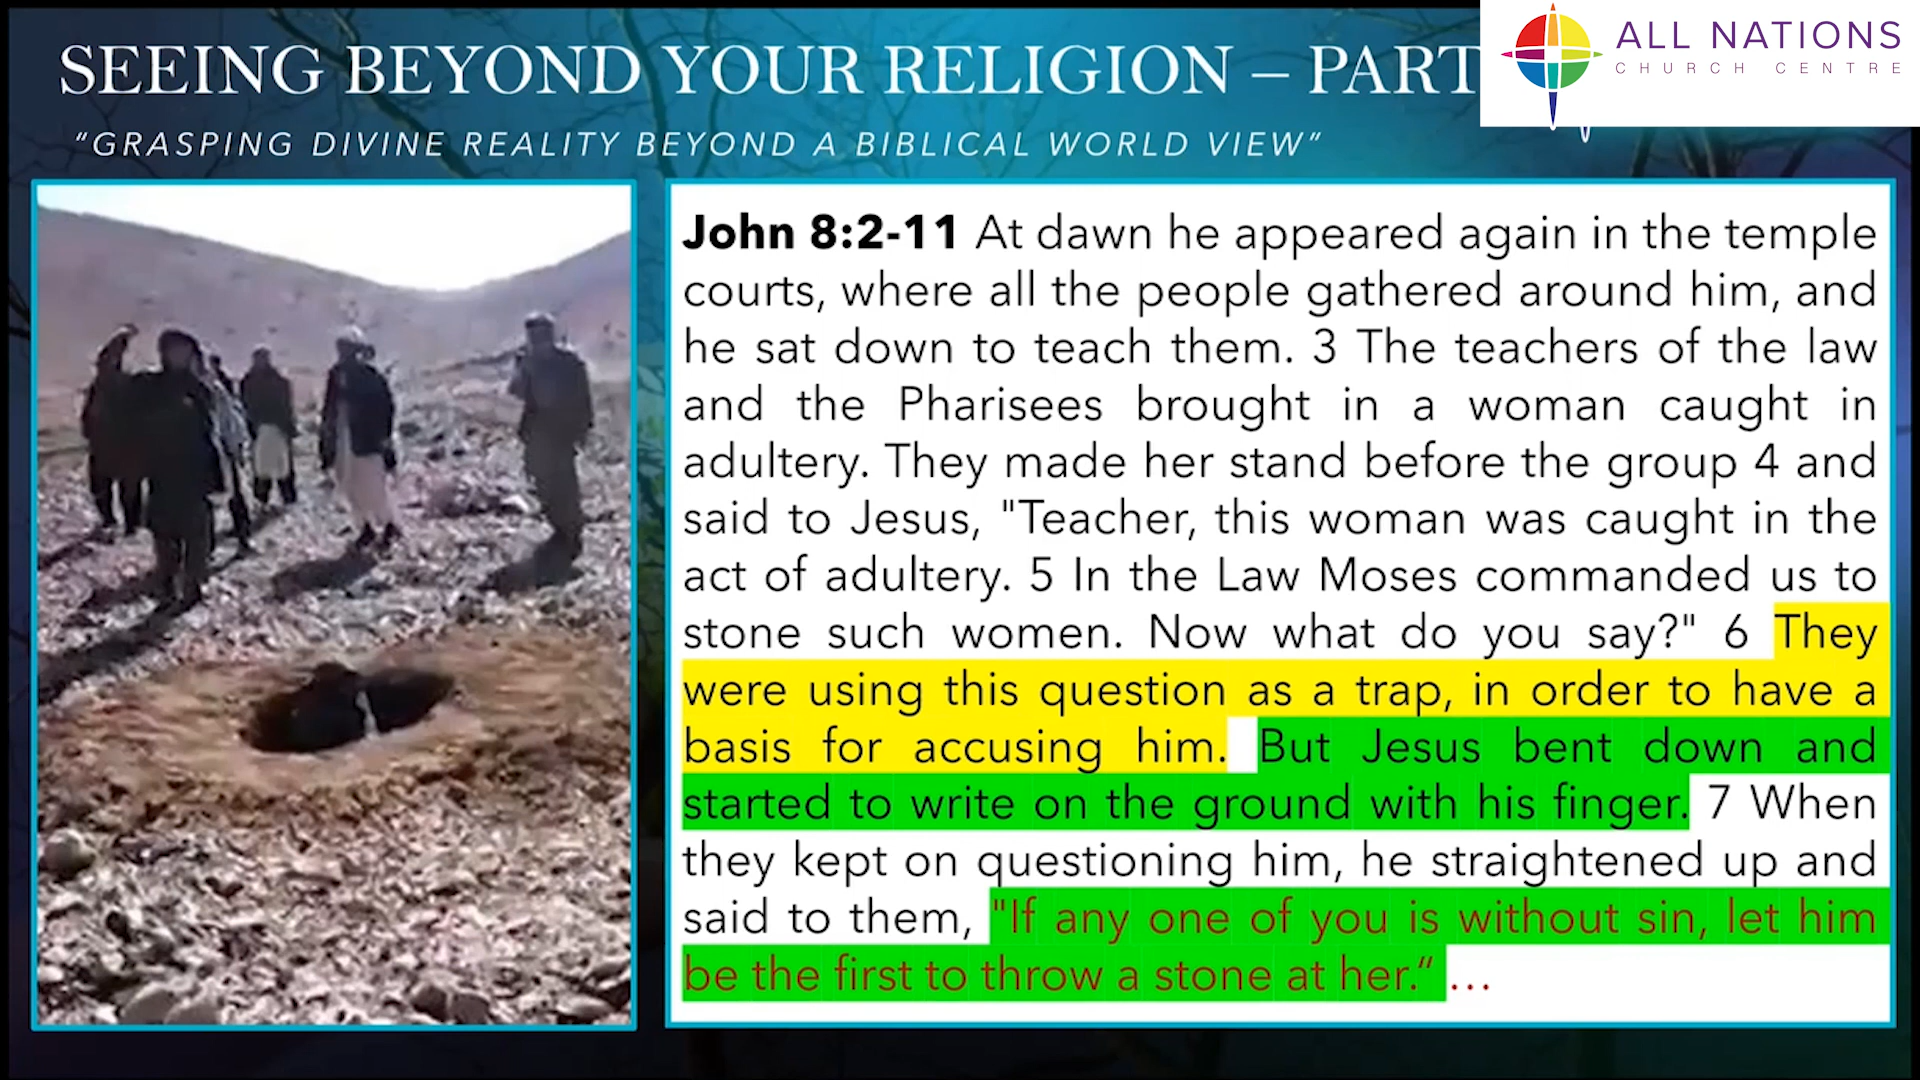 SEEING BEYOND YOUR RELIGION – PART
ALL NATIONS
CHURCH CENTRE
“GRASPING DIVINE REALITY BEYOND A BIBLICAL WORLD VIEW”
John 8:2-11 At dawn he appeared again in the temple
courts, where all the people gathered around him, and
he sat down to teach them. 3 The teachers of the law
and the Pharisees brought in a woman caught in
adultery. They made her stand before the group 4 and
said to Jesus, "Teacher, this woman was caught in the
act of adultery. 5 In the Law Moses commanded us to
stone such women. Now what do you say?" 6 They
were using this question as a trap, in order to have a
basis for accusing him. But Jesus bent down and
started to write on the ground with his finger. 7 When
they kept on questioning him, he straightened up and
said to them, "If any one of you is without sin, let him
be the first to throw a stone at her.“ …